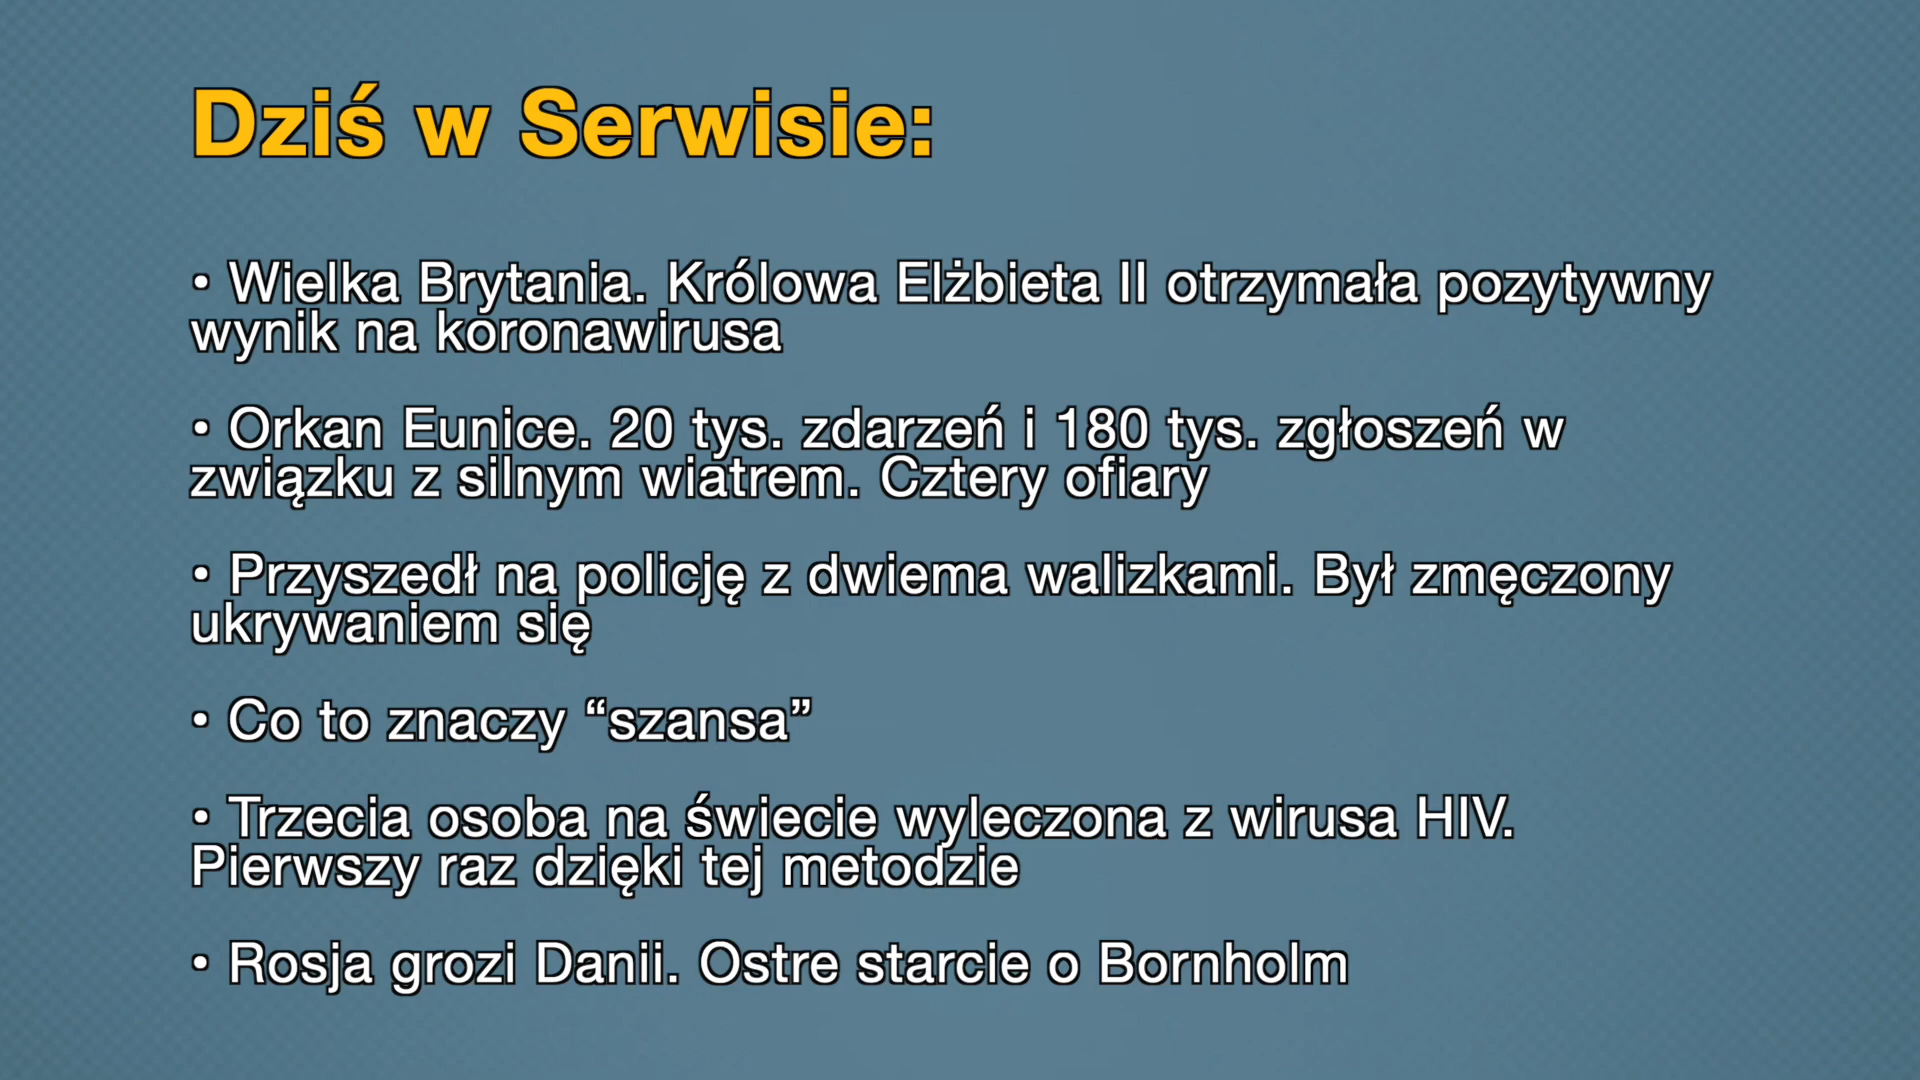 Dziś w Serwisie:
• Wielka Brytania. Królowa Elżbieta II otrzymała pozytywny
wynik na koronawirusa
• Orkan Eunice. 20 tys. zdarzeń i 180 tys. zgłoszeń w
związku z silnym wiatrem. Cztery ofiary
• Przyszedł na policję z dwiema walizkami. Był zmęczony
ukrywaniem się
• Co to znaczy “szansa”
• Trzecia osoba na świecie wyleczona z wirusa HIV.
Pierwszy raz dzięki tej metodzie
• Rosja grozi Danii. Ostre starcie o Bornholm